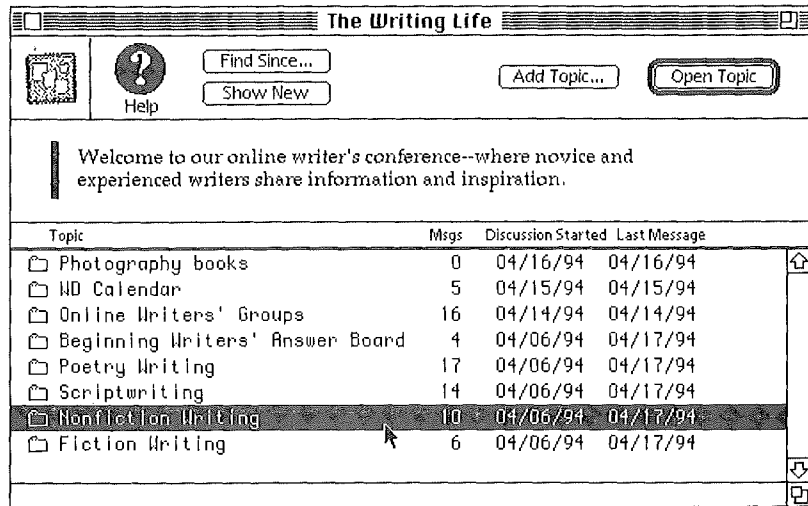 The Writing Life
Find Since...
Show New
Help
Add Topic...
Open Topic
Welcome to our online writer's conference--where novice and
experienced writers share information and inspiration.
Topic Msgs Discussion Started Last Message
Photography books 0 04/16/94 04/16/94
WD Calendar 5 04/15/94 04/15/94
Online Writers' Groups 16 04/14/94 04/14/94
Beginning Writers' Answer Board 4 04/06/94 04/17/94
Poetry Writing 17 04/06/94 04/17/94
Scriptwriting 14 04/06/94 04/17/94
Nonfiction Writing 10 04/06/94 04/17/94
Fiction Writing 6 04/06/94 04/17/94